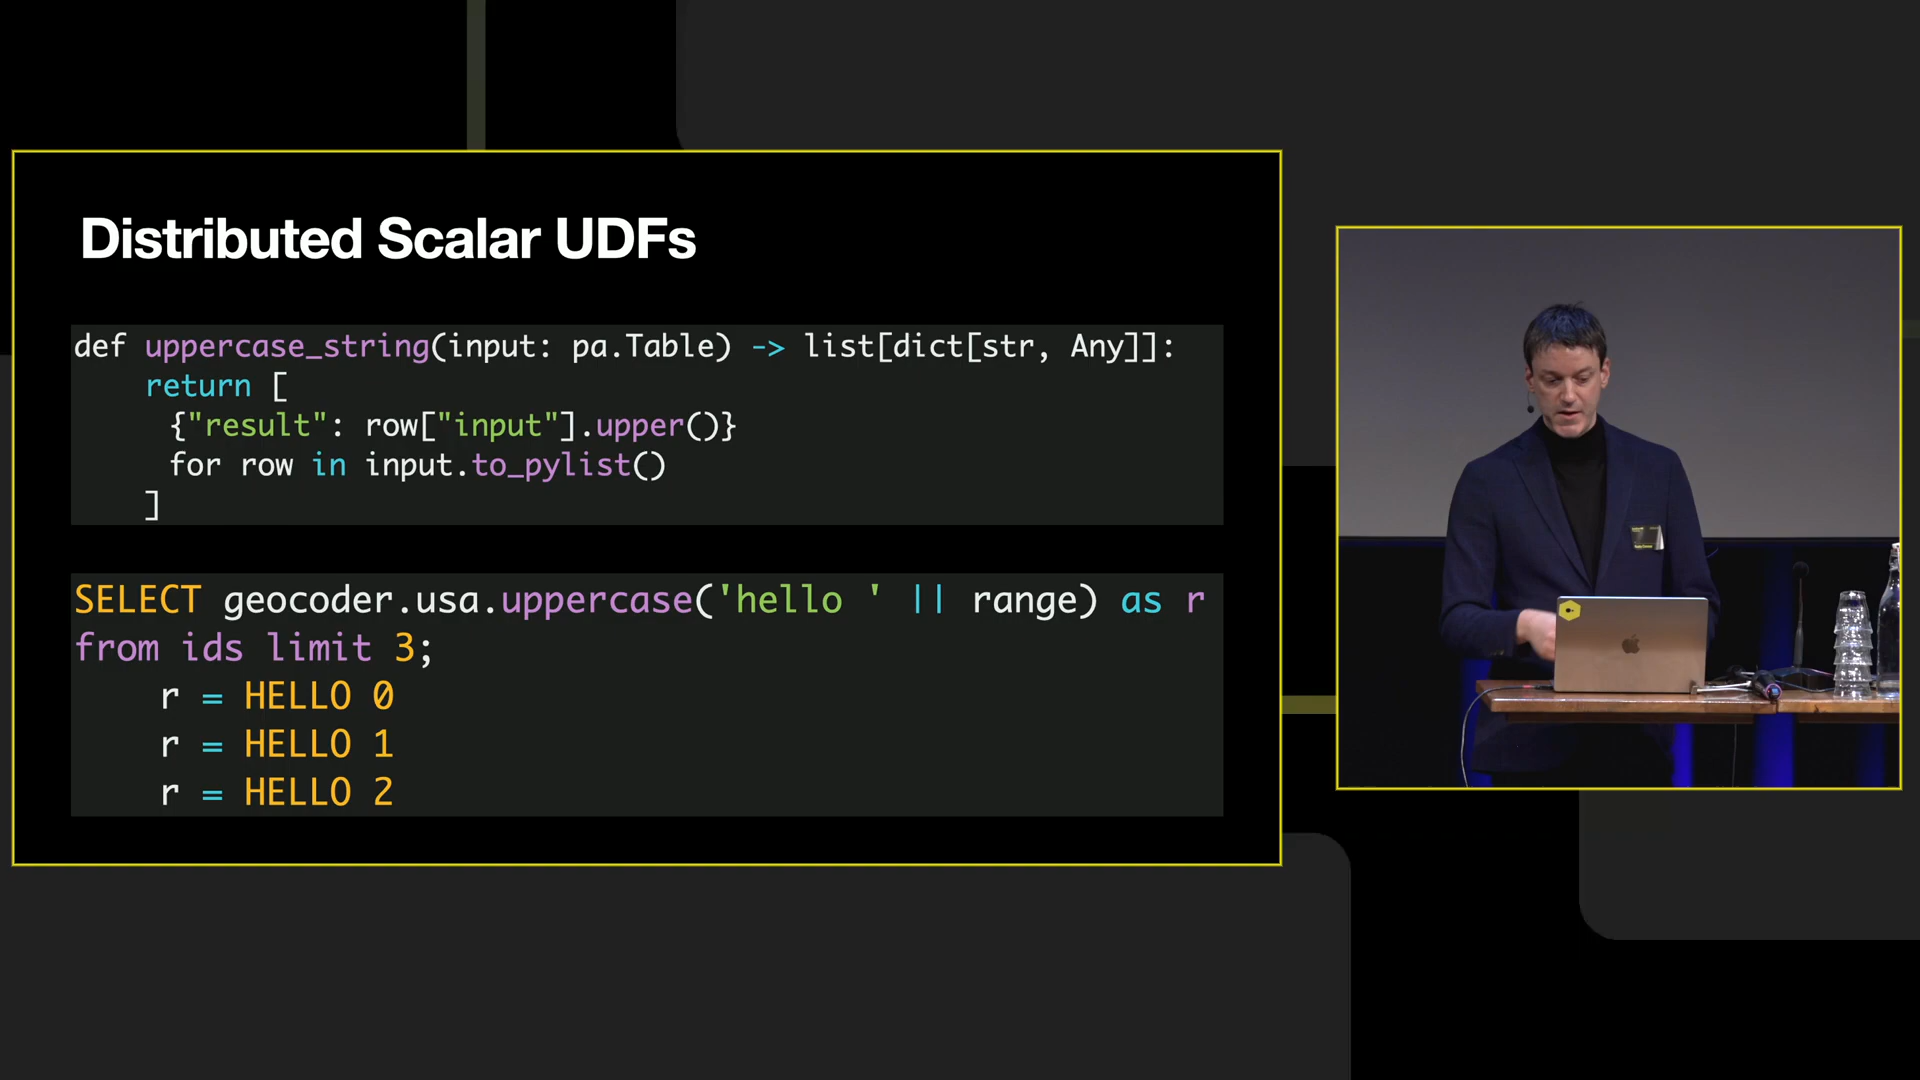 Distributed Scalar UDFs
def uppercase_string(input: pa.Table) -> list[dict[str, Any]]:
    return [
      {"result": row["input"].upper()}
      for row in input.to_pylist()
    ]
SELECT geocoder.usa.uppercase('hello ' || range) as r
from ids limit 3;
    r = HELLO 0
    r = HELLO 1
    r = HELLO 2